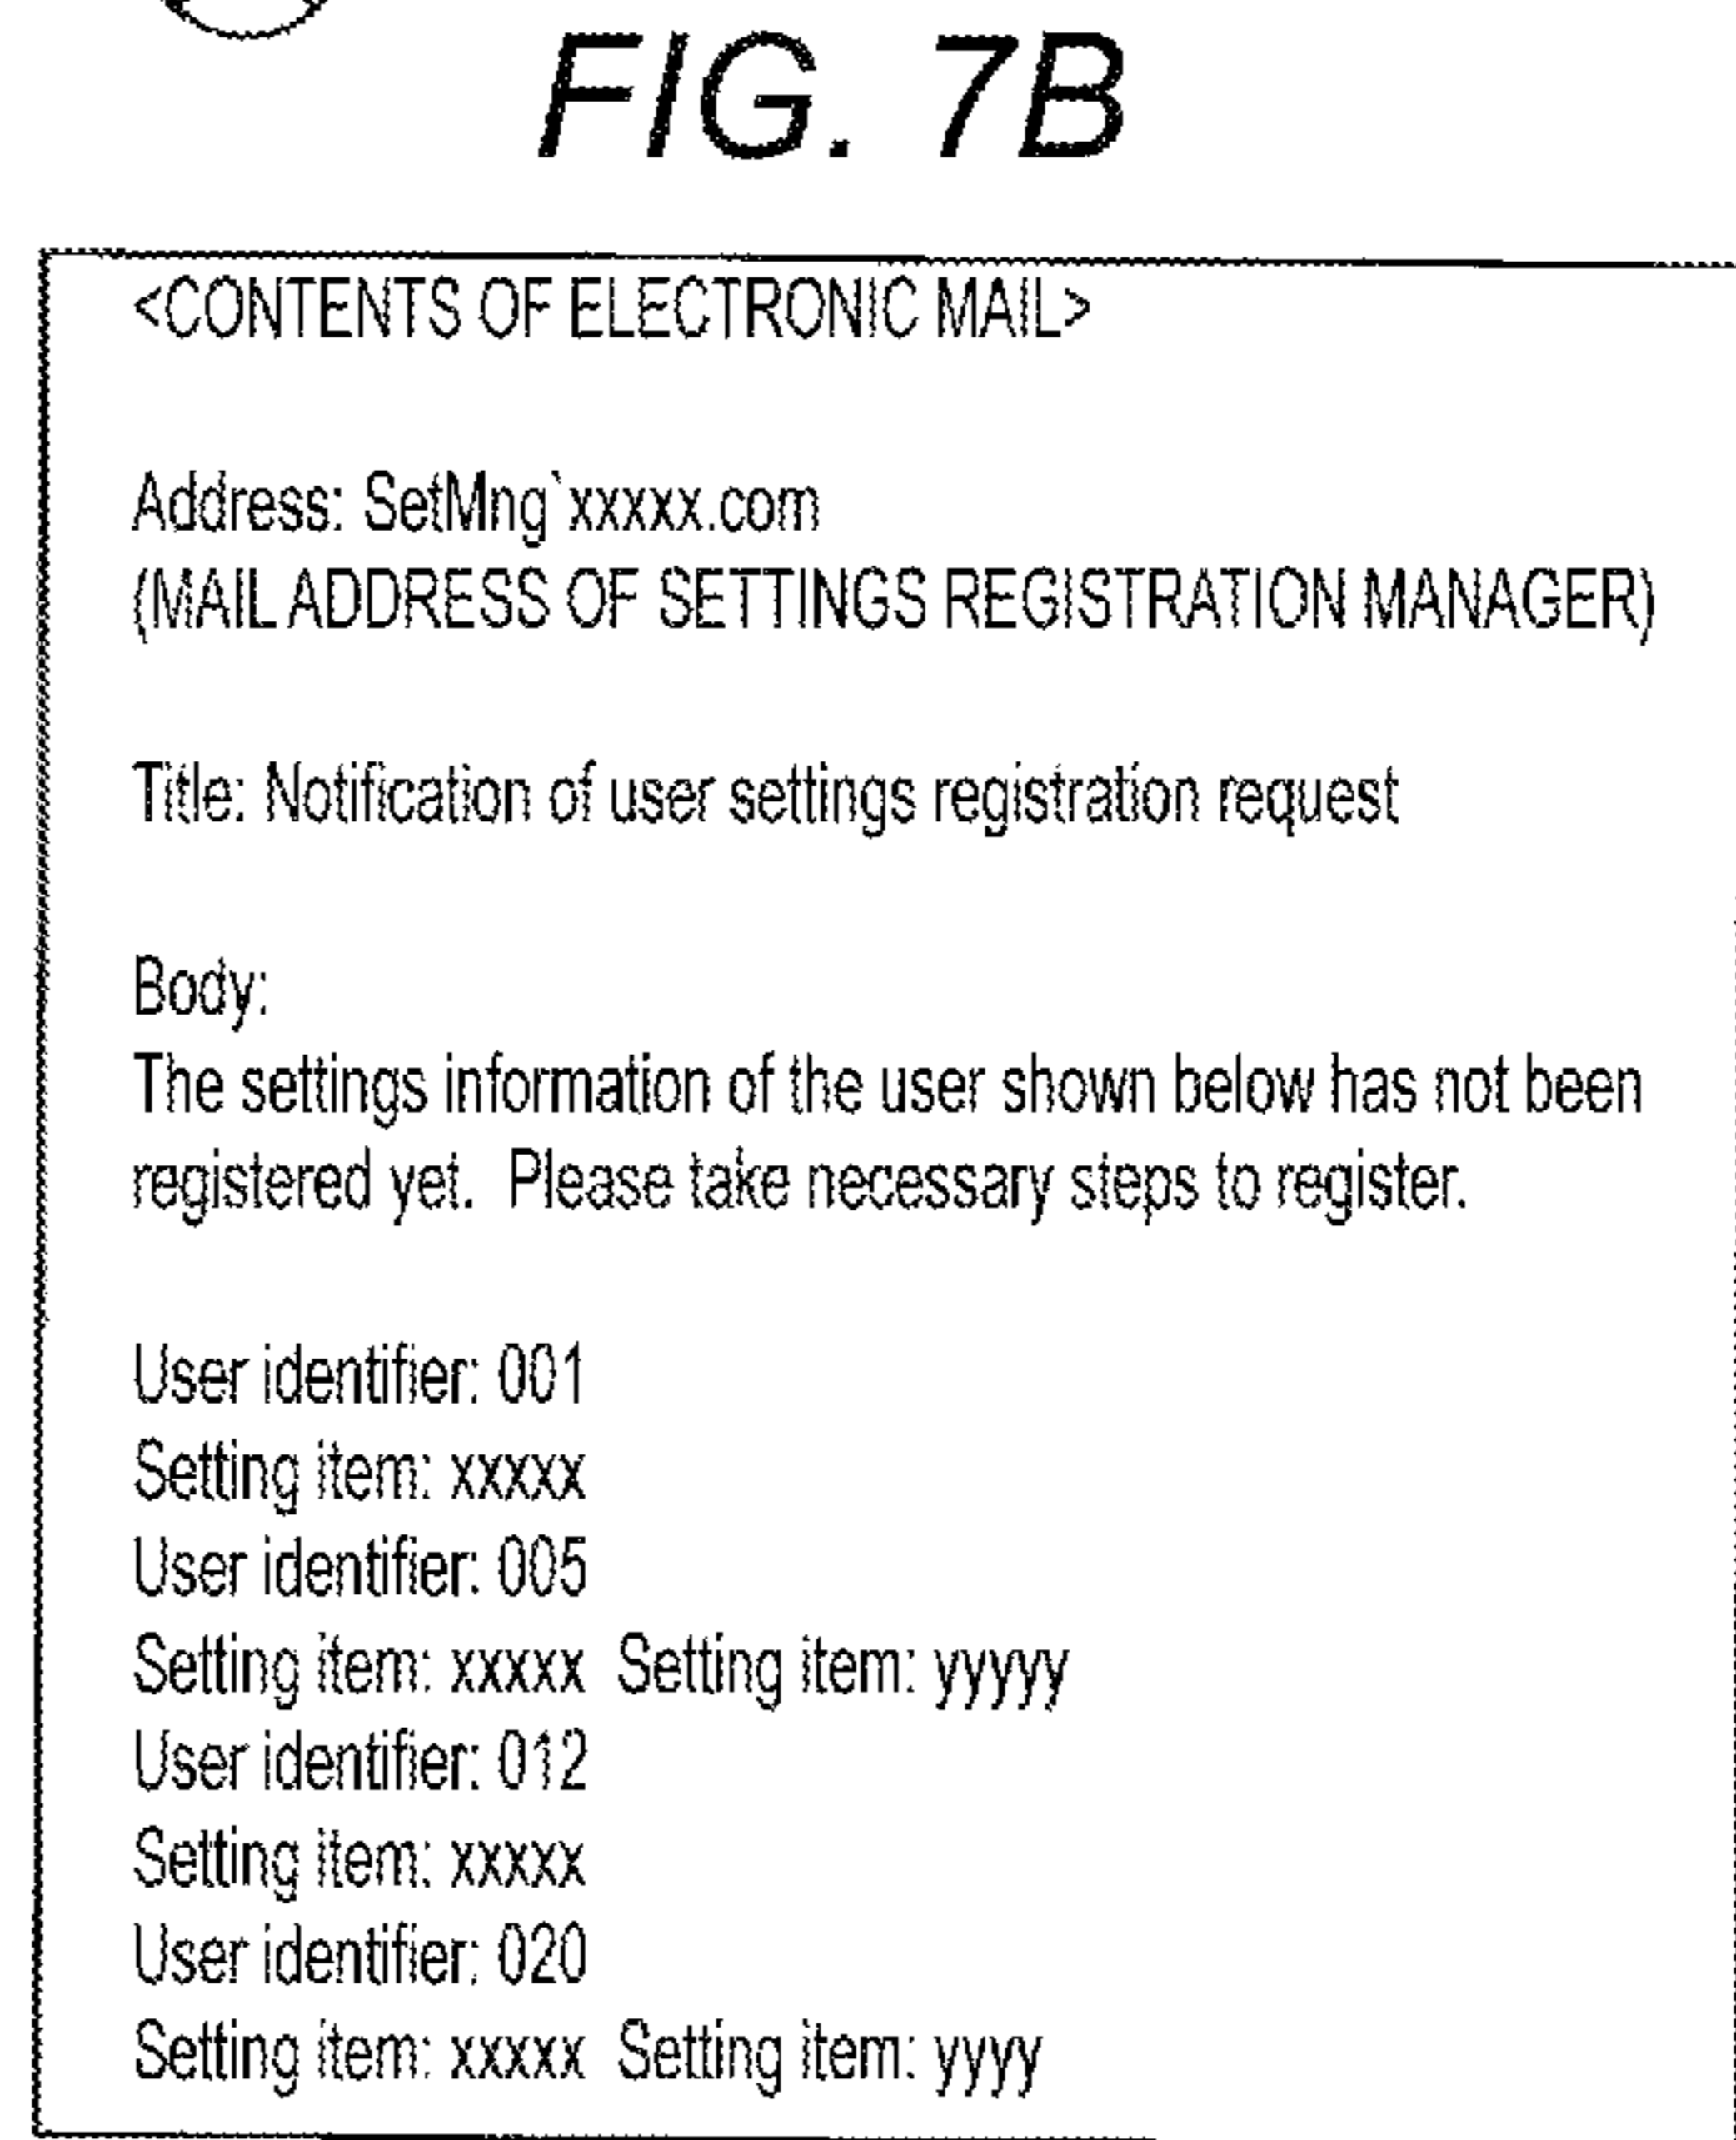 FIG. 7B
<CONTENTS OF ELECTRONIC MAIL>
Address: SetMng`xxxxx.com
(MAIL ADDRESS OF SETTINGS REGISTRATION MANAGER)
Title: Notification of user settings registration request
Body:
The settings information of the user shown below has not been
registered yet. Please take necessary steps to register.
User identifier: 001
Setting item: xxxxx
User identifier: 005
Setting item: xxxxx Setting item: yyyyy
User identifier: 012
Setting item: xxxxx
User identifier: 020
Setting item: xxxxx Setting item: yyyy